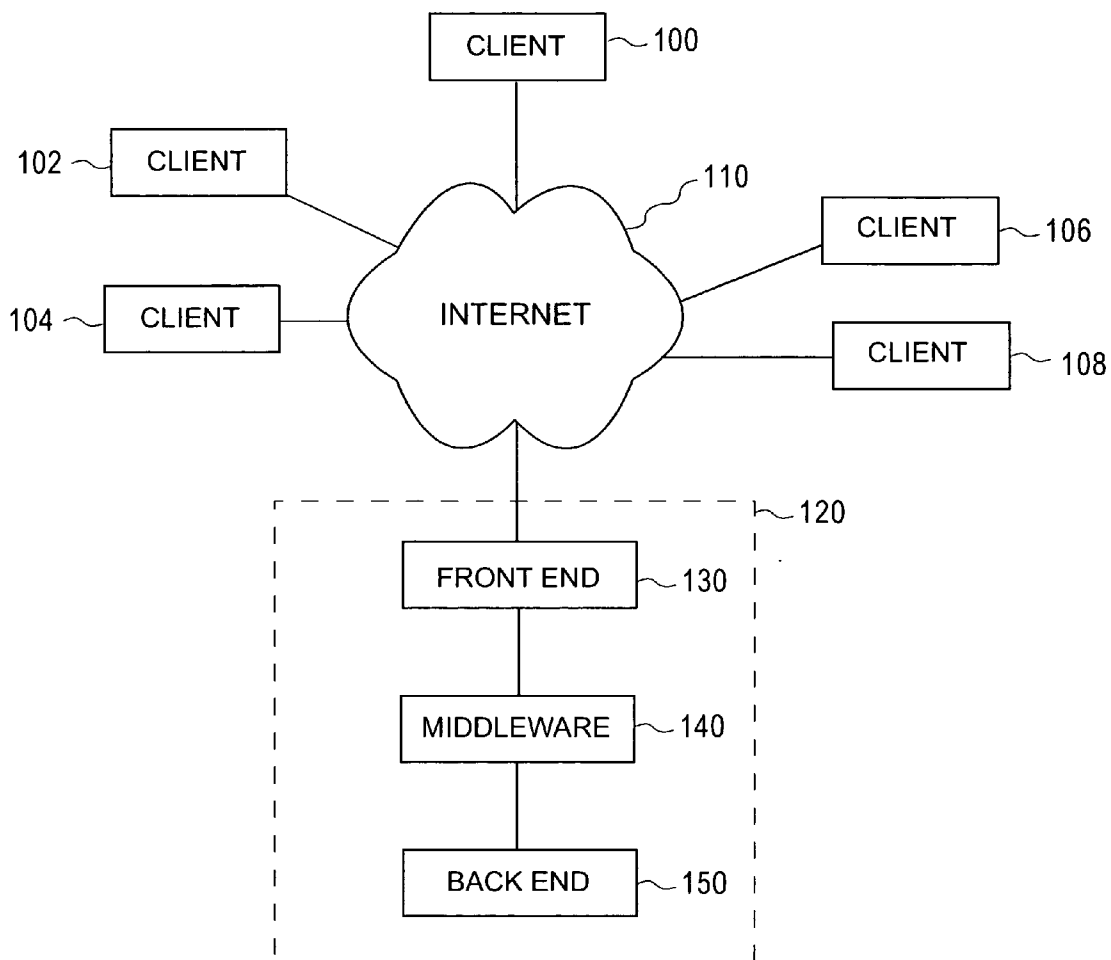 CLIENT 100
102 CLIENT
110
CLIENT 106
104 CLIENT
INTERNET
CLIENT 108
120
FRONT END 130
MIDDLEWARE 140
BACK END 150